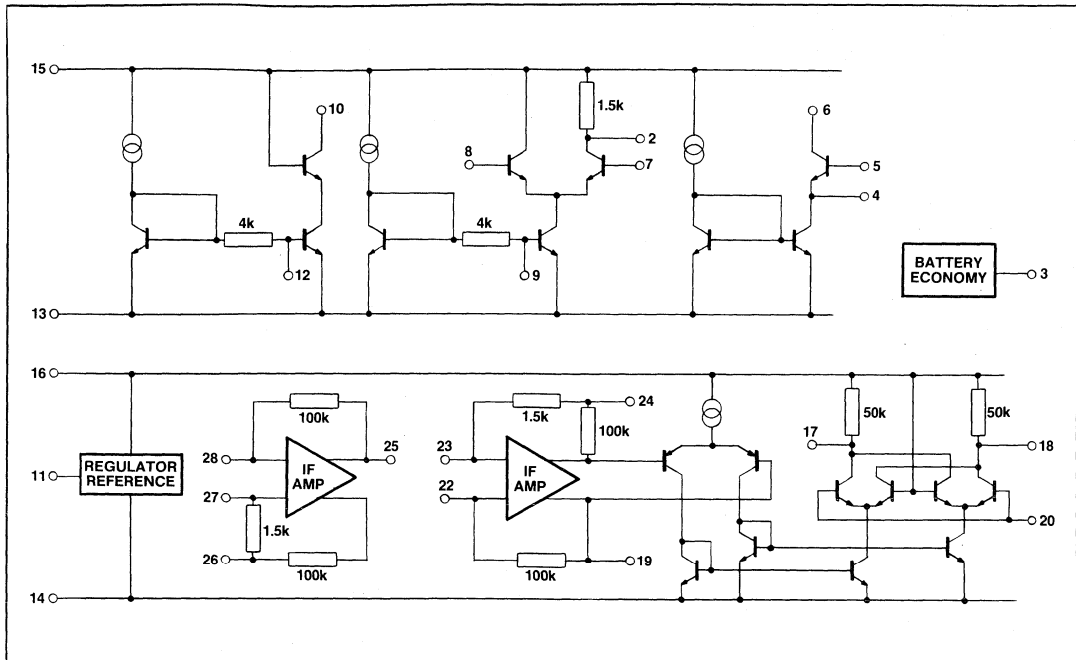 15
10
1.5k
2
6
8
7
5
4
4k
4k
12
9
BATTERY
ECONOMY
3
13
16
100k
1.5k
24
100k
50k
50k
17
18
28
25
23
11
REGULATOR
REFERENCE
IF
AMP
IF
AMP
27
22
20
1.5k
26
100k
100k
19
14